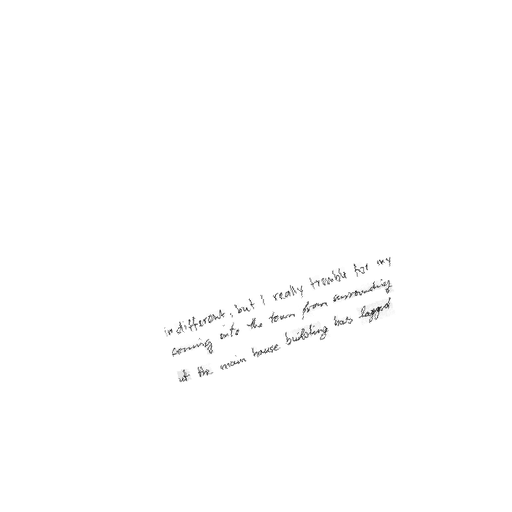 indifferent, but I really tremble for my
coming into the town from surrounding
at the main house building has lagged